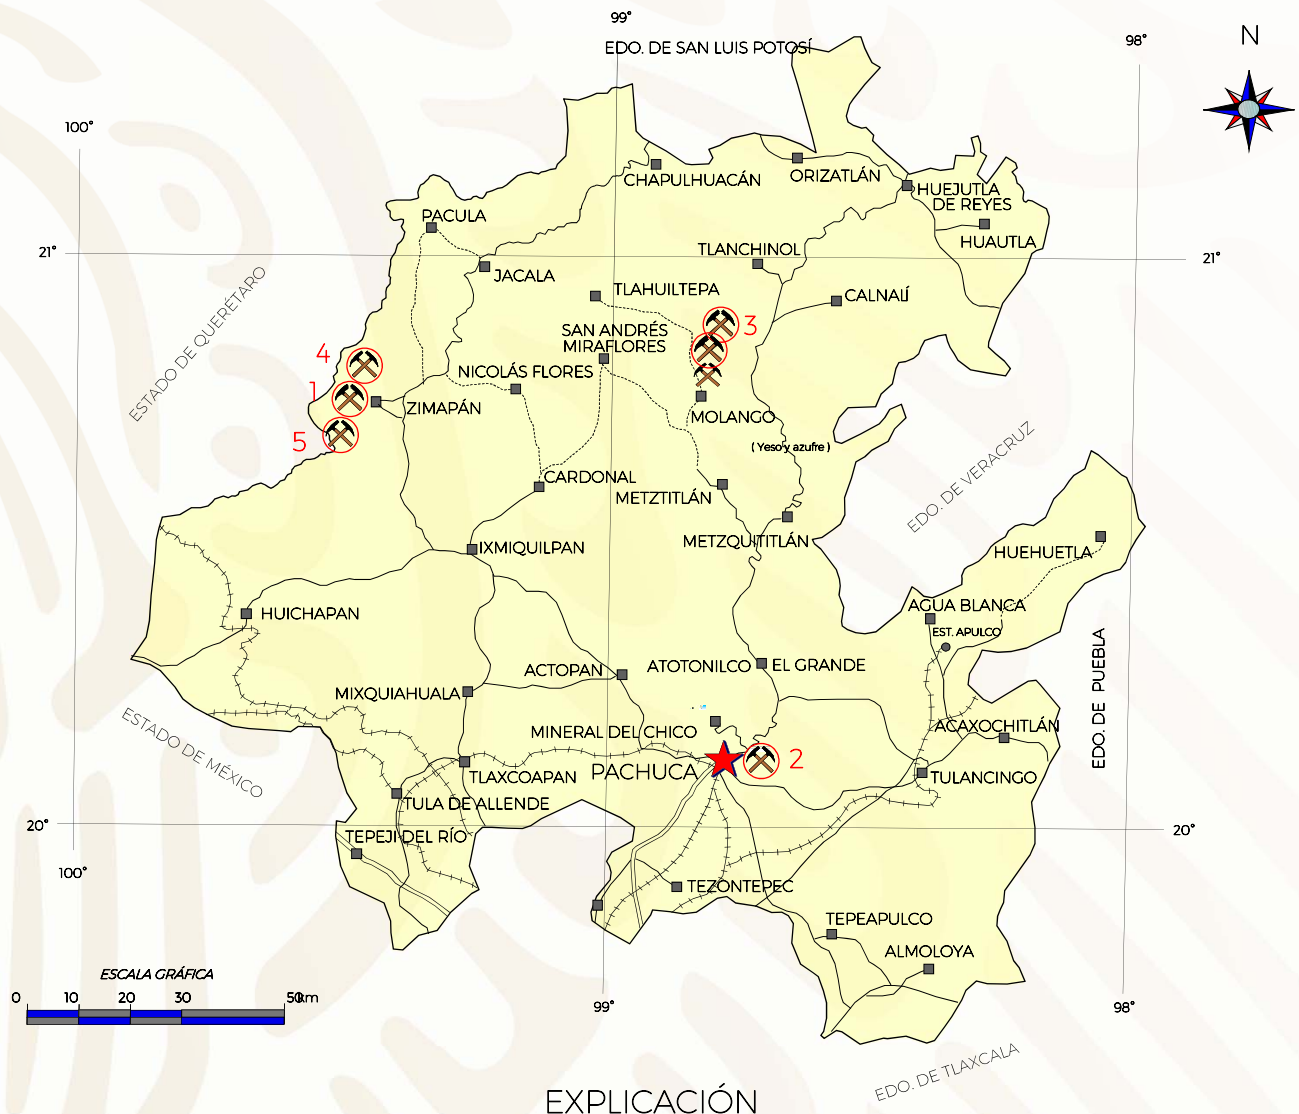 99°
98°
N
EDO. DE SAN LUIS POTOSÍ
100°
CHAPULHUACÁN
ORIZATLÁN
HUEJUTLA
DE REYES
PACULA
HUAUTLA
21°
TLANCHINOL
21°
JACALA
TLAHUILTEPA
CALNALÍ
ESTADO DE QUERÉTARO
SAN ANDRÉS
MIRAFLORES
3
4
NICOLÁS FLORES
1
ZIMAPÁN
MOLANGO
5
( Yeso y azufre )
CARDONAL
METZTITLÁN
EDO. DE VERACRUZ
METZQUITITLÁN
IXMIQUILPAN
HUEHUETLA
HUICHAPAN
AGUA BLANCA
EST. APULCO
ACTOPAN
ATOTONILCO
EL GRANDE
EDO. DE PUEBLA
MIXQUIAHUALA
ESTADO DE MÉXICO
MINERAL DEL CHICO
ACAXOCHITLÁN
PACHUCA
2
TLAXCOAPAN
TULANCINGO
TULA DE ALLENDE
20°
TEPEJI DEL RÍO
20°
100°
TEZONTEPEC
TEPEAPULCO
ALMOLOYA
ESCALA GRÁFICA
0 10 20 30 50km
99°
98°
EDO. DE TLAXCALA
EXPLICACIÓN